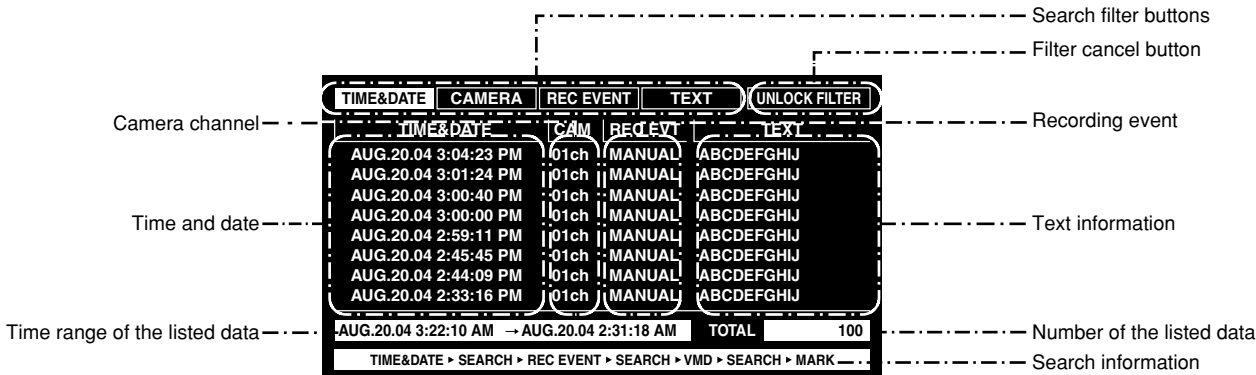 Search filter buttons
Filter cancel button
TIME&DATE CAMERA REC EVENT TEXT UNLOCK FILTER
Camera channel
Recording event
TIME&DATE CAM REC EVT TEXT
AUG.20.04 3:04:23 PM 01ch MANUAL ABCDEFGHIJ
AUG.20.04 3:01:24 PM 01ch MANUAL ABCDEFGHIJ
AUG.20.04 3:00:40 PM 01ch MANUAL ABCDEFGHIJ
AUG.20.04 3:00:00 PM 01ch MANUAL ABCDEFGHIJ
Time and date
Text information
AUG.20.04 2:59:11 PM 01ch MANUAL ABCDEFGHIJ
AUG.20.04 2:45:45 PM 01ch MANUAL ABCDEFGHIJ
AUG.20.04 2:44:09 PM 01ch MANUAL ABCDEFGHIJ
AUG.20.04 2:33:16 PM 01ch MANUAL ABCDEFGHIJ
Time range of the listed data
AUG.20.04 3:22:10 AM → AUG.20.04 2:31:18 AM TOTAL 100
Number of the listed data
TIME&DATE ▸ SEARCH ▸ REC EVENT ▸ SEARCH ▸ VMD ▸ SEARCH ▸ MARK
Search information